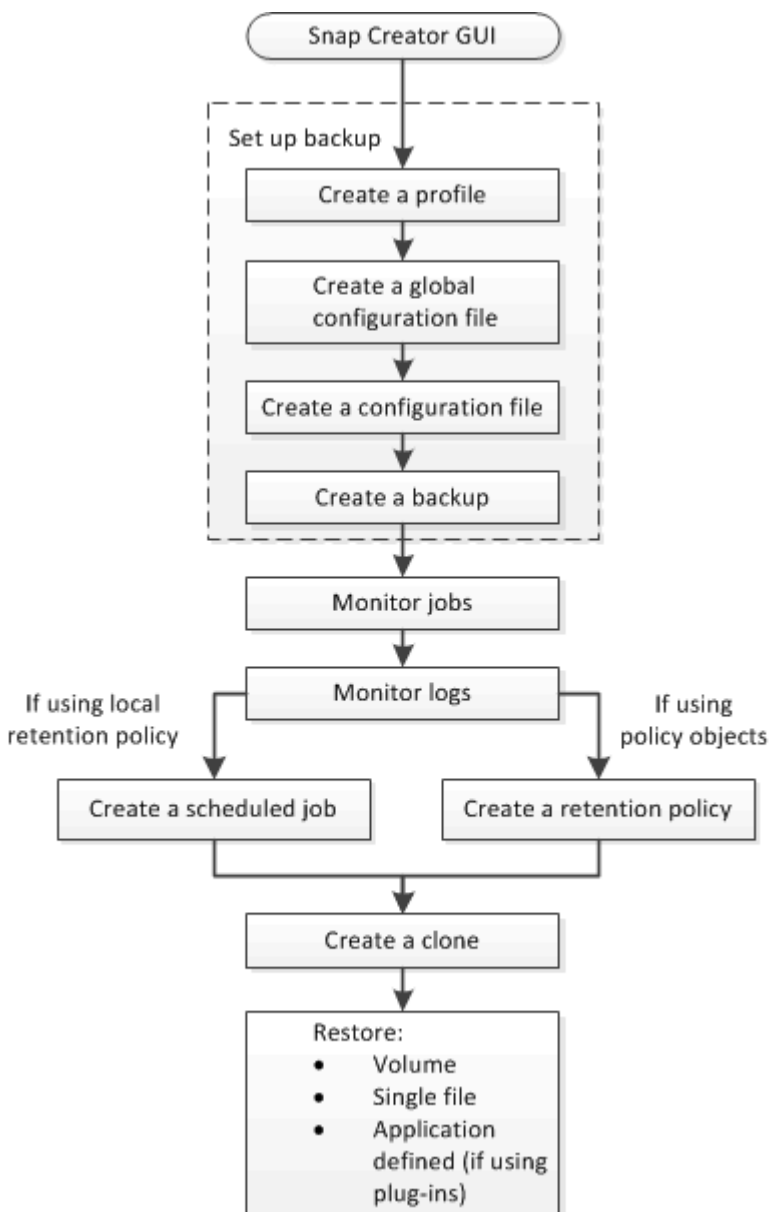 Snap Creator GUI
Set up backup
Create a profile
Create a global
configuration file
Create a configuration file
Create a backup
Monitor jobs
Monitor logs
If using local
retention policy
If using
policy objects
Create a scheduled job
Create a retention policy
Create a clone
Restore:
• Volume
• Single file
• Application
defined (if using
plug-ins)